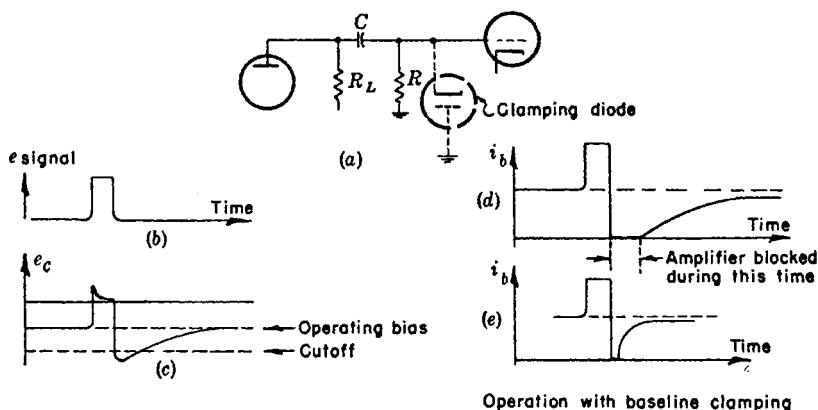 C
R_L
R
Clamping diode
(a)
e signal
Time
(b)
e_c
Operating bias
Cutoff
(c)
i_b
(d)
Time
Amplifier blocked
during this time
i_b
(e)
Time
Operation with baseline clamping